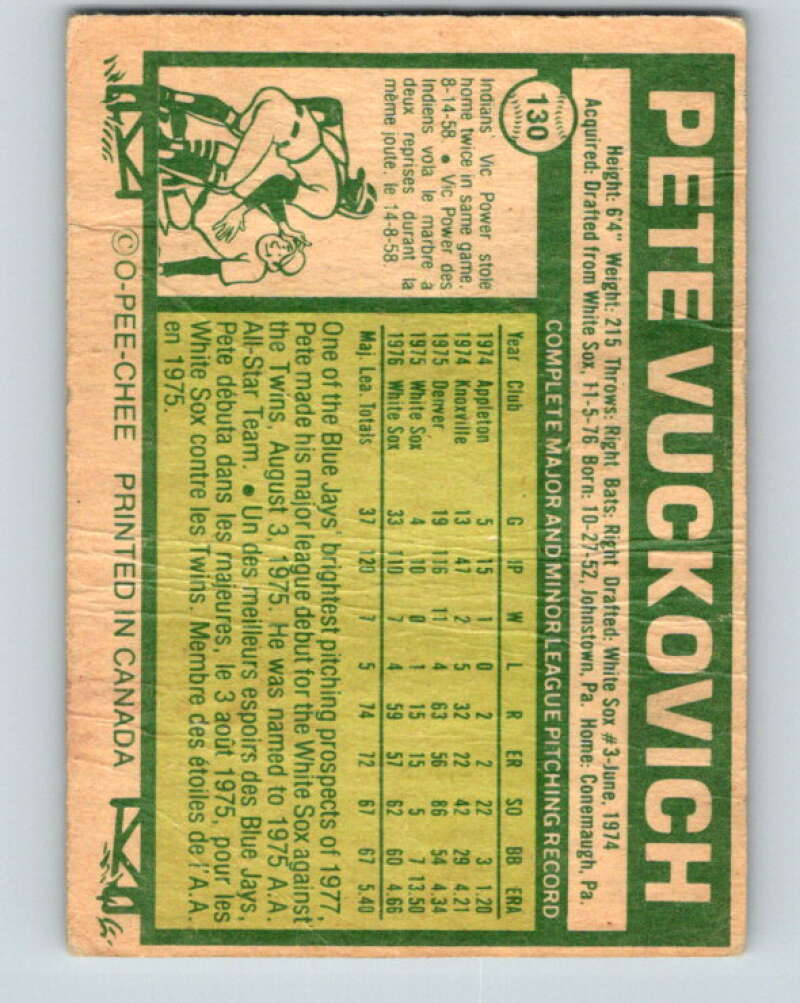 PETE VUCKOVICH
Height: 6'4" Weight: 215 Throws: Right Bats: Right Drafted: White Sox #3-June, 1974
Acquired: Drafted from White Sox, 11-5-76 Born: 10-27-52, Johnstown, Pa. Home: Conemaugh, Pa.
130
COMPLETE MAJOR AND MINOR LEAGUE PITCHING RECORD
Year Club G IP W L R ER SO BB ERA
1974 Appleton 5 15 1 0 2 2 22 3 1.20
1974 Knoxville 13 47 2 5 32 22 42 29 4.21
1975 Denver 19 116 11 4 63 56 86 54 4.34
1975 White Sox 4 10 0 1 15 15 5 7 13.50
1976 White Sox 33 110 7 4 59 57 62 60 4.66
Maj. Lea. Totals 37 120 7 5 74 72 67 67 5.40
One of the Blue Jays' brightest pitching prospects of 1977,
Pete made his major league debut for the White Sox against
the Twins, August 3, 1975. He was named to 1975 A.A.
All-Star Team. • Un des meilleurs espoirs des Blue Jays,
Pete débuta dans les majeures, le 3 août 1975, pour les
White Sox contre les Twins. Membre des étoiles de l'A.A.
en 1975.
Indians' Vic Power stole
home twice in same game,
8-14-58. • Vic Power des
Indiens vola le marbre à
deux reprises durant la
même joute, le 14-8-58.
©O-PEE-CHEE PRINTED IN CANADA